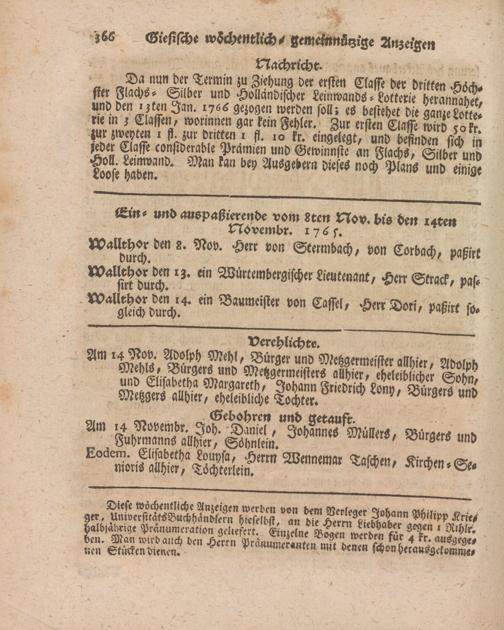 366 Giesische wöchentlich-gemeinnützige Anzeigen
Nachricht.
Da nun der Termin zu Ziehung der ersten Classe der dritten Höch-
ster Flachs- Silber und Holländischer Leinwands-Lotterie herannahet,
und den 13ten Jan. 1766 gezogen werden soll; es bestehet die ganze Lotte-
rie in 3 Classen, worinnen gar kein Fehler. Zur ersten Classe wird 50 kr.
zur zweyten 1 fl. zur dritten 1 fl. 10 kr. eingelegt, und befinden sich in
jeder Classe considerable Prämien und Gewinnste an Flachs, Silber und
Holl. Leinwand. Man kan bey Ausgebern dieses noch Plans und einige
Loose haben.
Ein- und auspaßierende vom 8ten Nov. bis den 14ten
Novembr. 1765.
Wallthor den 8. Nov. Herr von Stermbach, von Corbach, paßirt
durch.
Wallthor den 13. ein Würtembergischer Lieutenant, Herr Strack, pas-
sirt durch.
Wallthor den 14. ein Baumeister von Cassel, Herr Dori, paßirt so-
gleich durch.
Verehlichte.
Am 14 Nov. Adolph Mehl, Bürger und Metzgermeister allhier, Adolph
Mehls, Bürgers und Metzgermeisters allhier, eheleiblicher Sohn,
und Elisabetha Margareth, Johann Friedrich Lony, Bürgers und
Metzgers allhier, eheleibliche Tochter.
Gebohren und getauft.
Am 14 Novembr. Joh. Daniel, Johannes Müllers, Bürgers und
Fuhrmanns allhier, Söhnlein.
Eodem. Elisabetha Louysa, Herrn Wennemar Taschen, Kirchen-Se-
nioris allhier, Töchterlein.
Diese wöchentliche Anzeigen werden von dem Verleger Johann Philipp Krie-
ger, UniversitätsBuchhändlern hieselbst, an die Herrn Liebhaber gegen 1 Rthlr.
halbjährige Pränumeration geliefert. Einzelne Bogen werden für 4 kr. ausgege-
ben. Man wird auch den Herrn Pränumeranten mit denen schon herausgekomme-
nen Stücken dienen.